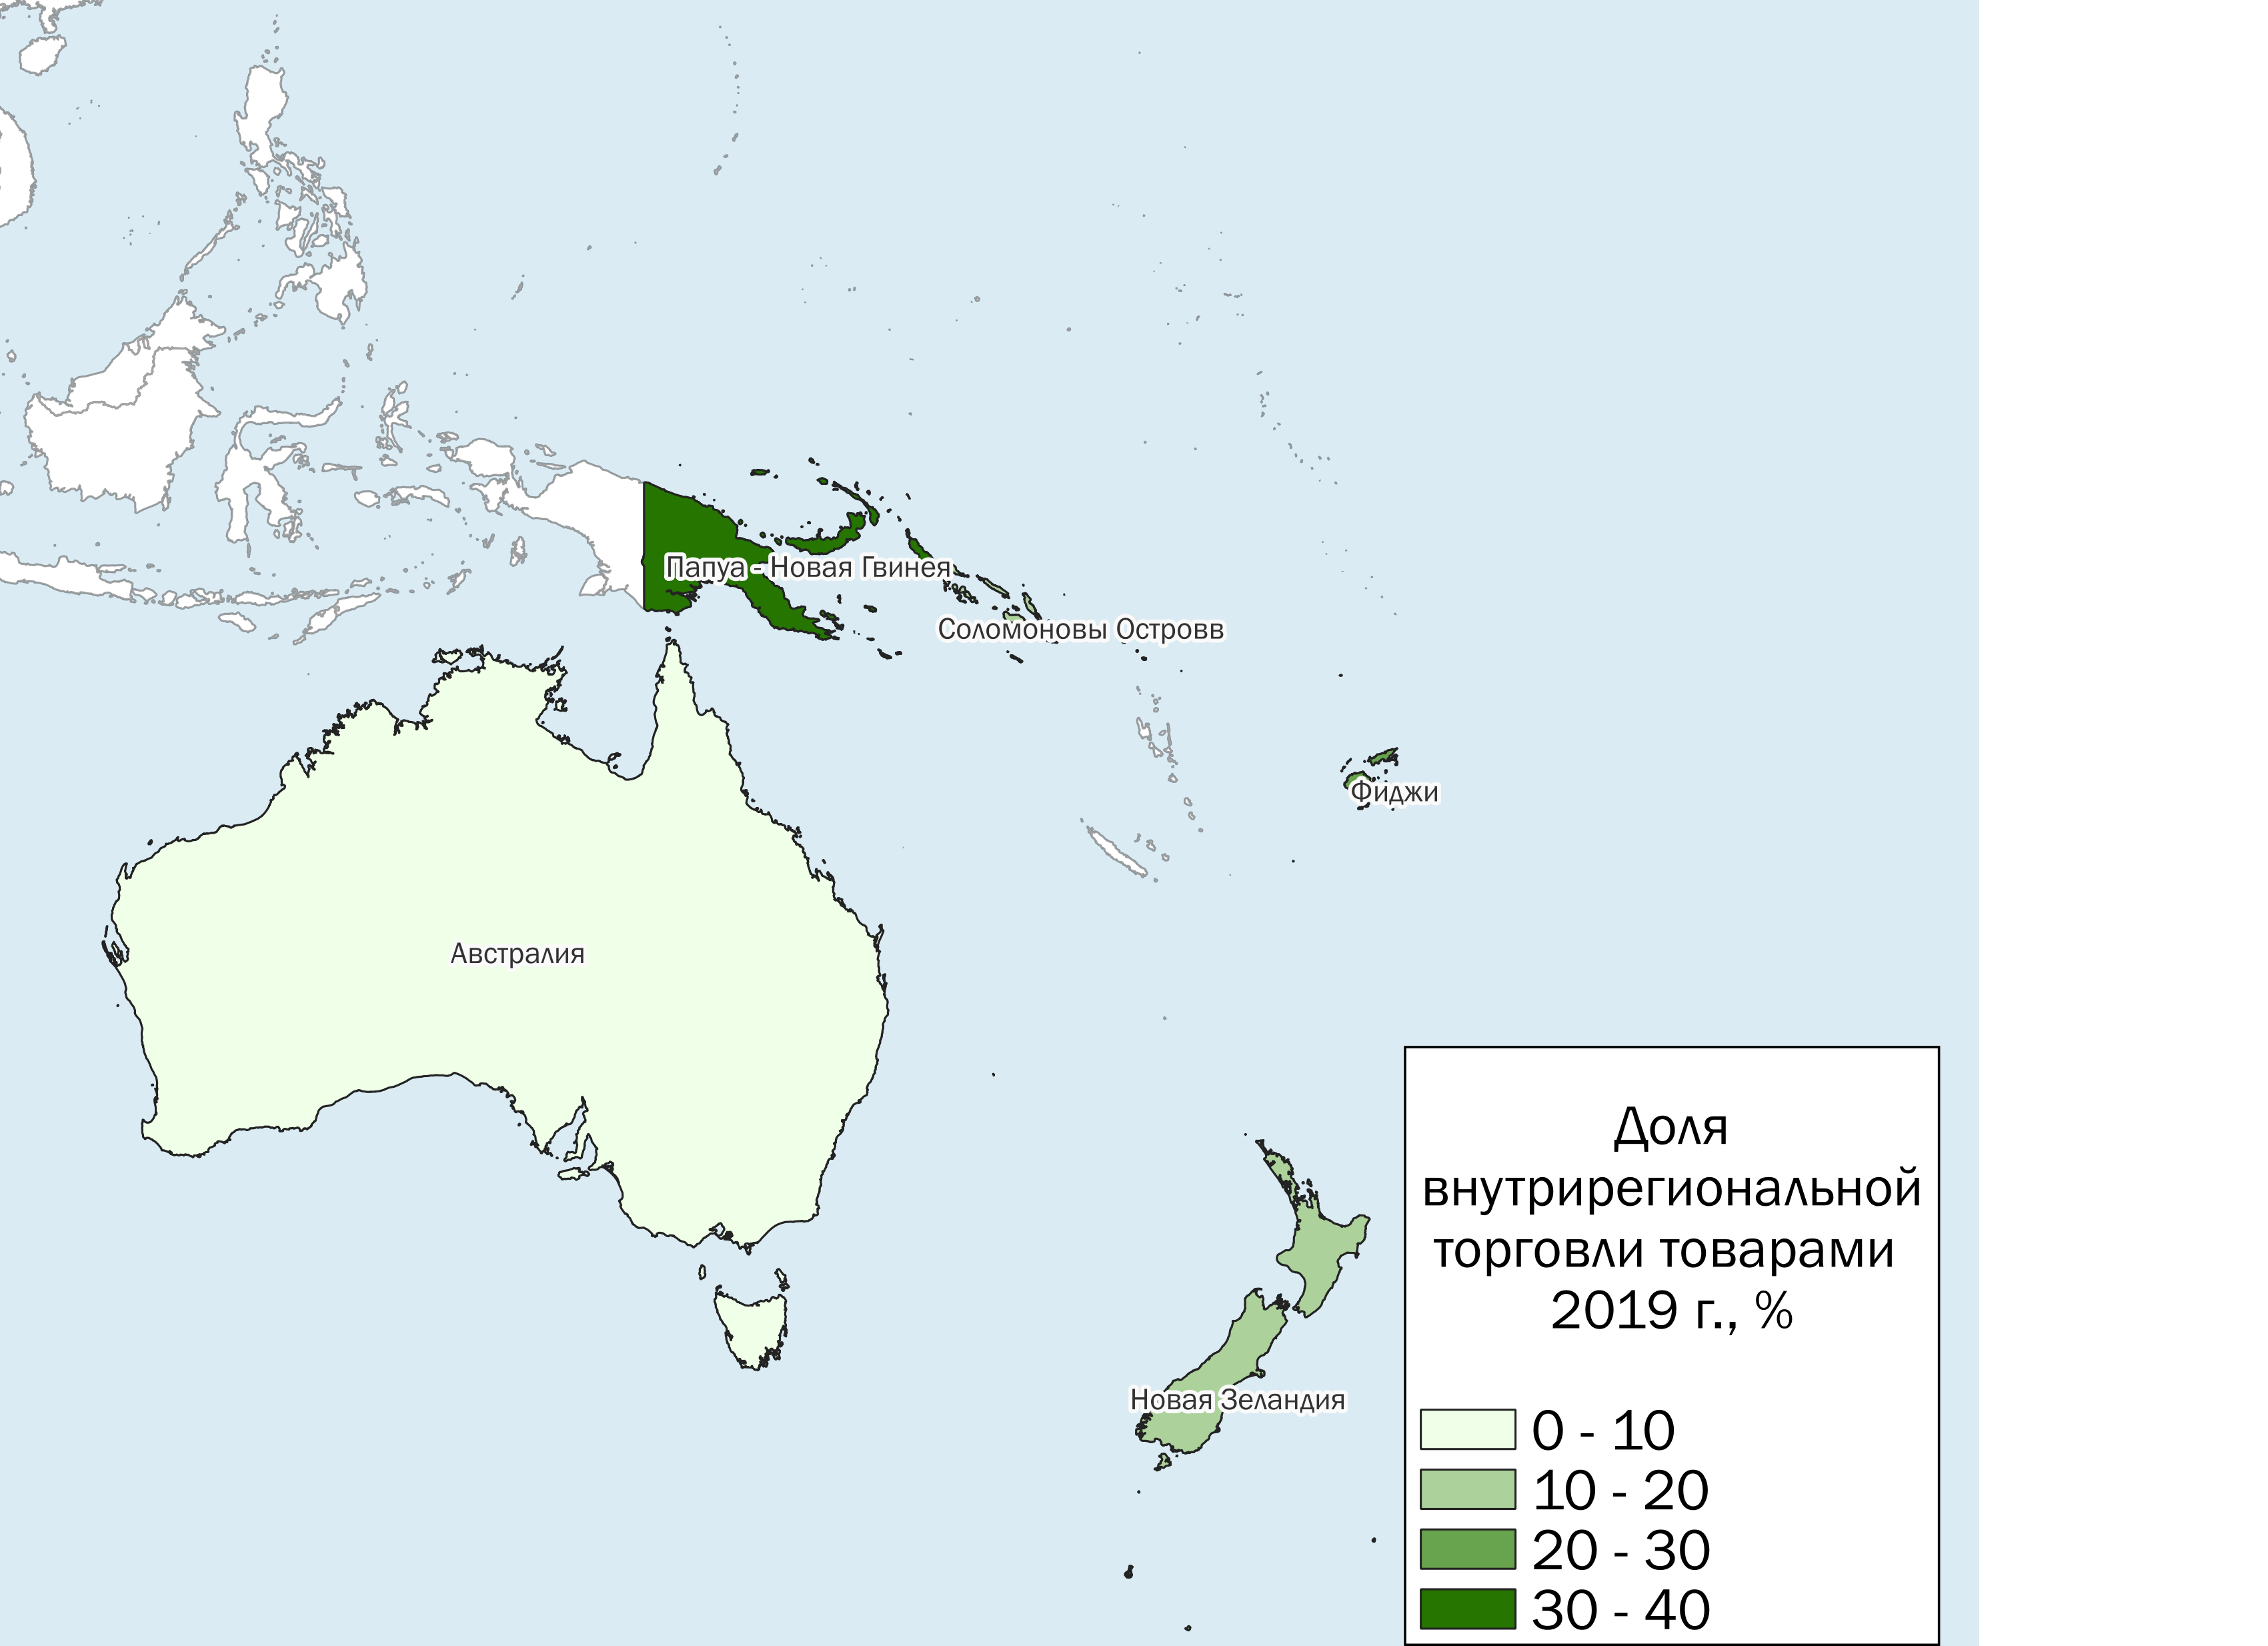 Папуа - Новая Гвинея
Соломоновы Островв
Фиджи
Австралия
Новая Зеландия
Доля
внутрирегиональной
торговли товарами
2019 г., %
0 - 10
10 - 20
20 - 30
30 - 40